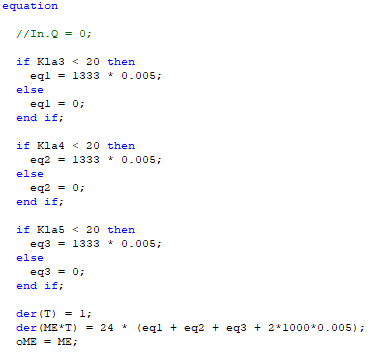 equation
//In.Q = 0;
if Kla3 < 20 then
eq1 = 1333 * 0.005;
else
eq1 = 0;
end if;
if Kla4 < 20 then
eq2 = 1333 * 0.005;
else
eq2 = 0;
end if;
if Kla5 < 20 then
eq3 = 1333 * 0.005;
else
eq3 = 0;
end if;
der(T) = 1;
der(ME*T) = 24 * (eq1 + eq2 + eq3 + 2*1000*0.005);
oME = ME;